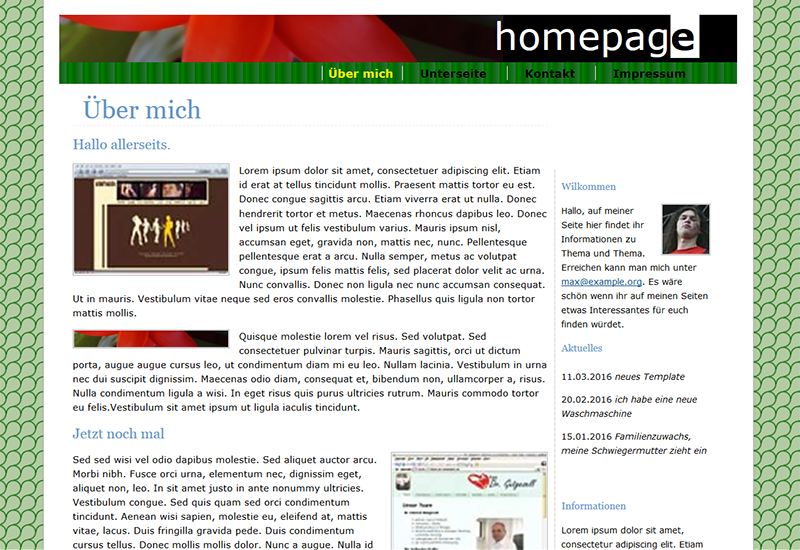 homepage
Über mich Unterseite Kontakt Impressum
Über mich
Hallo allerseits.
Lorem ipsum dolor sit amet, consectetuer adipiscing elit. Etiam
id erat at tellus tincidunt mollis. Praesent mattis tortor eu est.
Donec congue sagittis arcu. Etiam viverra erat ut nulla. Donec
hendrerit tortor et metus. Maecenas rhoncus dapibus leo. Donec
vel ipsum ut felis vestibulum varius. Mauris ipsum nisl,
accumsan eget, gravida non, mattis nec, nunc. Pellentesque
pellentesque erat a arcu. Nulla semper, metus ac volutpat
congue, ipsum felis mattis felis, sed placerat dolor velit ac urna.
Nunc convallis. Donec non ligula nec nunc accumsan consequat.
Ut in mauris. Vestibulum vitae neque sed eros convallis molestie. Phasellus quis ligula non tortor
mattis mollis.
Quisque molestie lorem vel risus. Sed volutpat. Sed
consectetuer pulvinar turpis. Mauris sagittis, orci ut dictum
porta, augue augue cursus leo, ut condimentum diam mi eu leo. Nullam lacinia. Vestibulum in urna
nec dui suscipit dignissim. Maecenas odio diam, consequat et, bibendum non, ullamcorper a, risus.
Nulla condimentum ligula a wisi. In eget risus quis purus ultricies rutrum. Mauris commodo tortor
eu felis.Vestibulum sit amet ipsum ut ligula iaculis tincidunt.
Jetzt noch mal
Sed sed wisi vel odio dapibus molestie. Sed aliquet auctor arcu.
Morbi nibh. Fusce orci urna, elementum nec, dignissim eget,
aliquet non, leo. In sit amet justo in ante nonummy ultricies.
Vestibulum congue. Sed quis quam sed orci condimentum
tincidunt. Aenean wisi sapien, molestie eu, eleifend at, mattis
vitae, lacus. Duis fringilla gravida pede. Duis condimentum
cursus tellus. Donec mollis mollis dolor. Nunc a augue. Nulla id
Wilkommen
Hallo, auf meiner
Seite hier findet ihr
Informationen zu
Thema und Thema.
Erreichen kann man mich unter
max@example.org. Es wäre
schön wenn ihr auf meinen Seiten
etwas Interessantes für euch
finden würdet.
Aktuelles
11.03.2016 neues Template
20.02.2016 ich habe eine neue
Waschmaschine
15.01.2016 Familienzuwachs,
meine Schwiegermutter zieht ein
Informationen
Lorem ipsum dolor sit amet,
consectetur adipiscing elit. Etiam